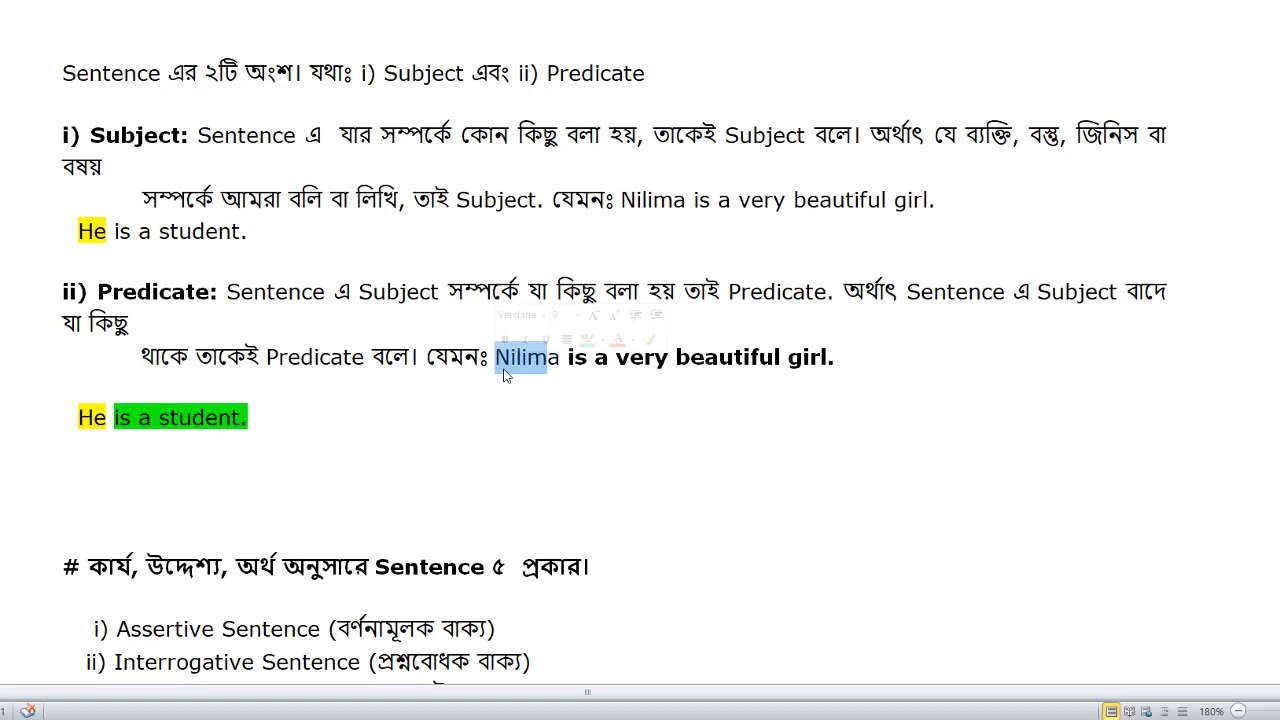 Sentence এর ২টি অংশ। যথাঃ i) Subject এবং ii) Predicate
i) Subject: Sentence এ যার সম্পর্কে কোন কিছু বলা হয়, তাকেই Subject বলে। অর্থাৎ যে ব্যক্তি, বস্তু, জিনিস বা
বষয়
সম্পর্কে আমরা বলি বা লিখি, তাই Subject. যেমনঃ Nilima is a very beautiful girl.
He is a student.
ii) Predicate: Sentence এ Subject সম্পর্কে যা কিছু বলা হয় তাই Predicate. অর্থাৎ Sentence এ Subject বাদে
যা কিছু
Verdana 9
থাকে তাকেই Predicate বলে। যেমনঃ Nilima is a very beautiful girl.
He is a student.
# কার্য, উদ্দেশ্য, অর্থ অনুসারে Sentence ৫ প্রকার।
i) Assertive Sentence (বর্ণনামূলক বাক্য)
ii) Interrogative Sentence (প্রশ্নবোধক বাক্য)
1 180%